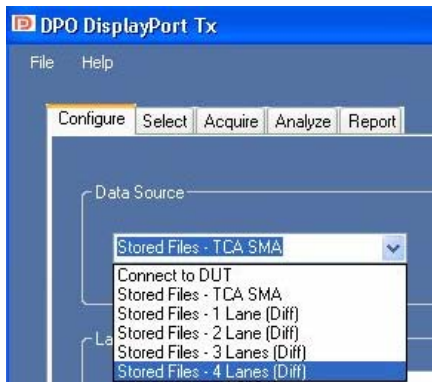 DPO DisplayPort Tx
File Help
Configure Select Acquire Analyze Report
Data Source
Stored Files - TCA SMA
Connect to DUT
Stored Files - TCA SMA
Stored Files - 1 Lane (Diff)
Stored Files - 2 Lane (Diff)
Stored Files - 3 Lanes (Diff)
La
Stored Files - 4 Lanes (Diff)